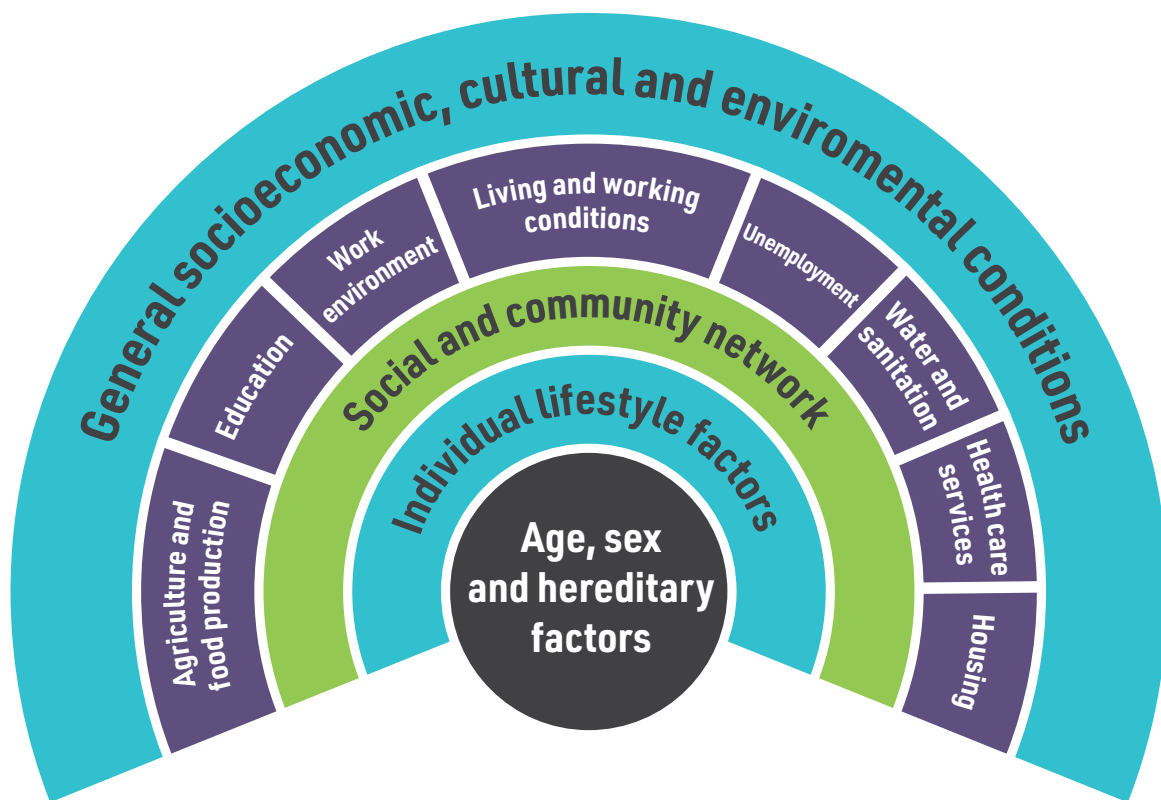 General socioeconomic, cultural and enviromental conditions
Agriculture and
food production
Education
Work
environment
Living and working
conditions
Unemployment
Water and
sanitation
Health care
services
Housing
Social and community network
Individual lifestyle factors
Age, sex
and hereditary
factors